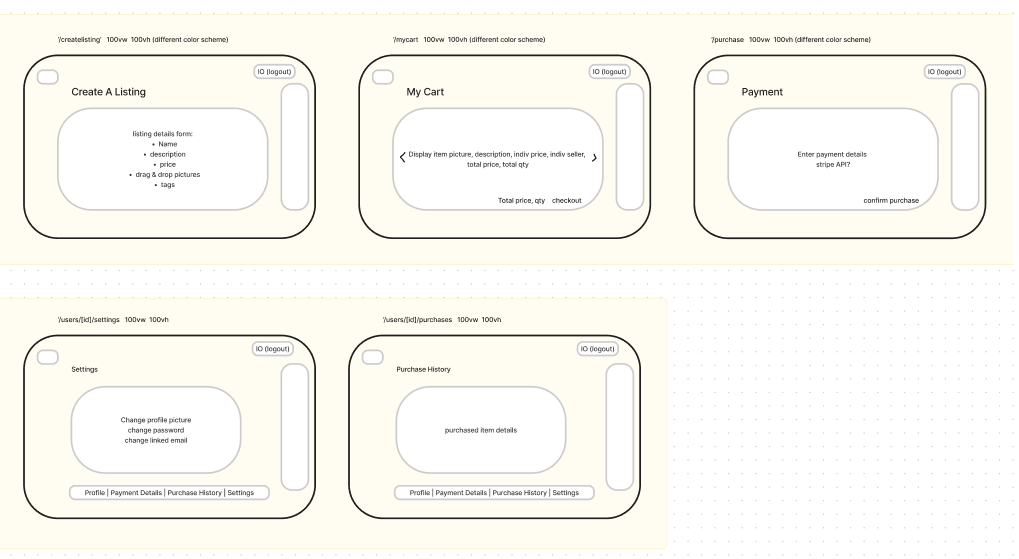 '/createlisting' 100vw 100vh (different color scheme)
IO (logout)
Create A Listing
listing details form:
• Name
• description
• price
• drag & drop pictures
• tags
'/mycart 100vw 100vh (different color scheme)
IO (logout)
My Cart
Display item picture, description, indiv price, indiv seller,
total price, total qty
Total price, qty checkout
'/purchase 100vw 100vh (different color scheme)
IO (logout)
Payment
Enter payment details
stripe API?
confirm purchase
'/users/[id]/settings 100vw 100vh
IO (logout)
Settings
Change profile picture
change password
change linked email
Profile | Payment Details | Purchase History | Settings
'/users/[id]/purchases 100vw 100vh
IO (logout)
Purchase History
purchased item details
Profile | Payment Details | Purchase History | Settings